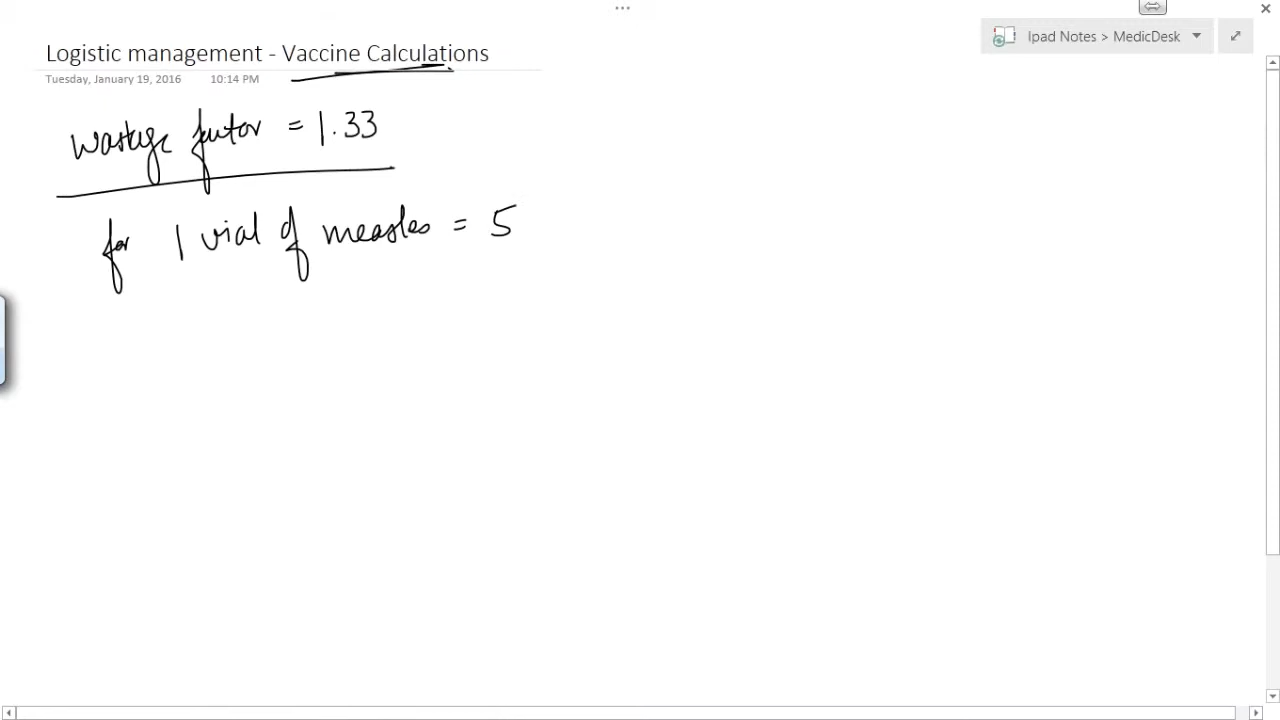 Ipad Notes > MedicDesk
Logistic management - Vaccine Calculations
Tuesday, January 19, 2016 10:14 PM
wastage factor = 1.33
for 1 vial of measles = 5